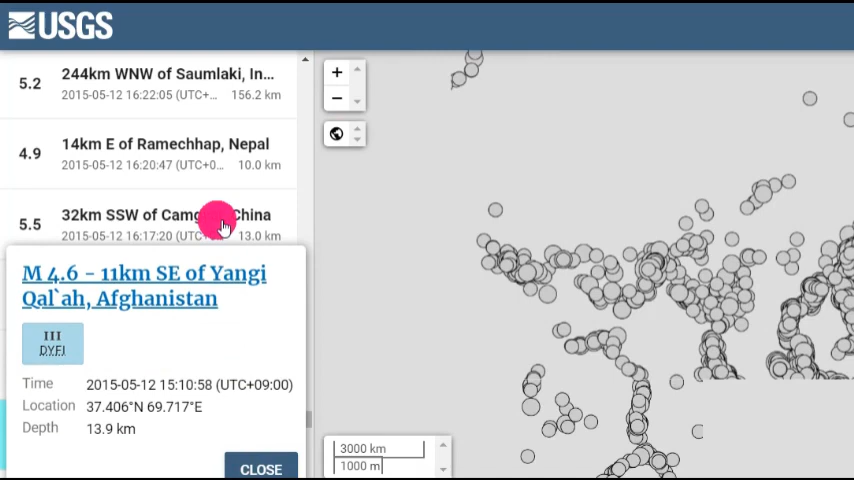 USGS
5.2
244km WNW of Saumlaki, In...
2015-05-12 16:22:05 (UTC+... 156.2 km
4.9
14km E of Ramechhap, Nepal
2015-05-12 16:20:47 (UTC+0... 10.0 km
5.5
32km SSW of Camg China
2015-05-12 16:17:20 (UTC+ 13.0 km
M 4.6 - 11km SE of Yangi
Qal`ah, Afghanistan
III
DYFI
Time 2015-05-12 15:10:58 (UTC+09:00)
Location 37.406°N 69.717°E
Depth 13.9 km
CLOSE
+
−
3000 km
1000 m